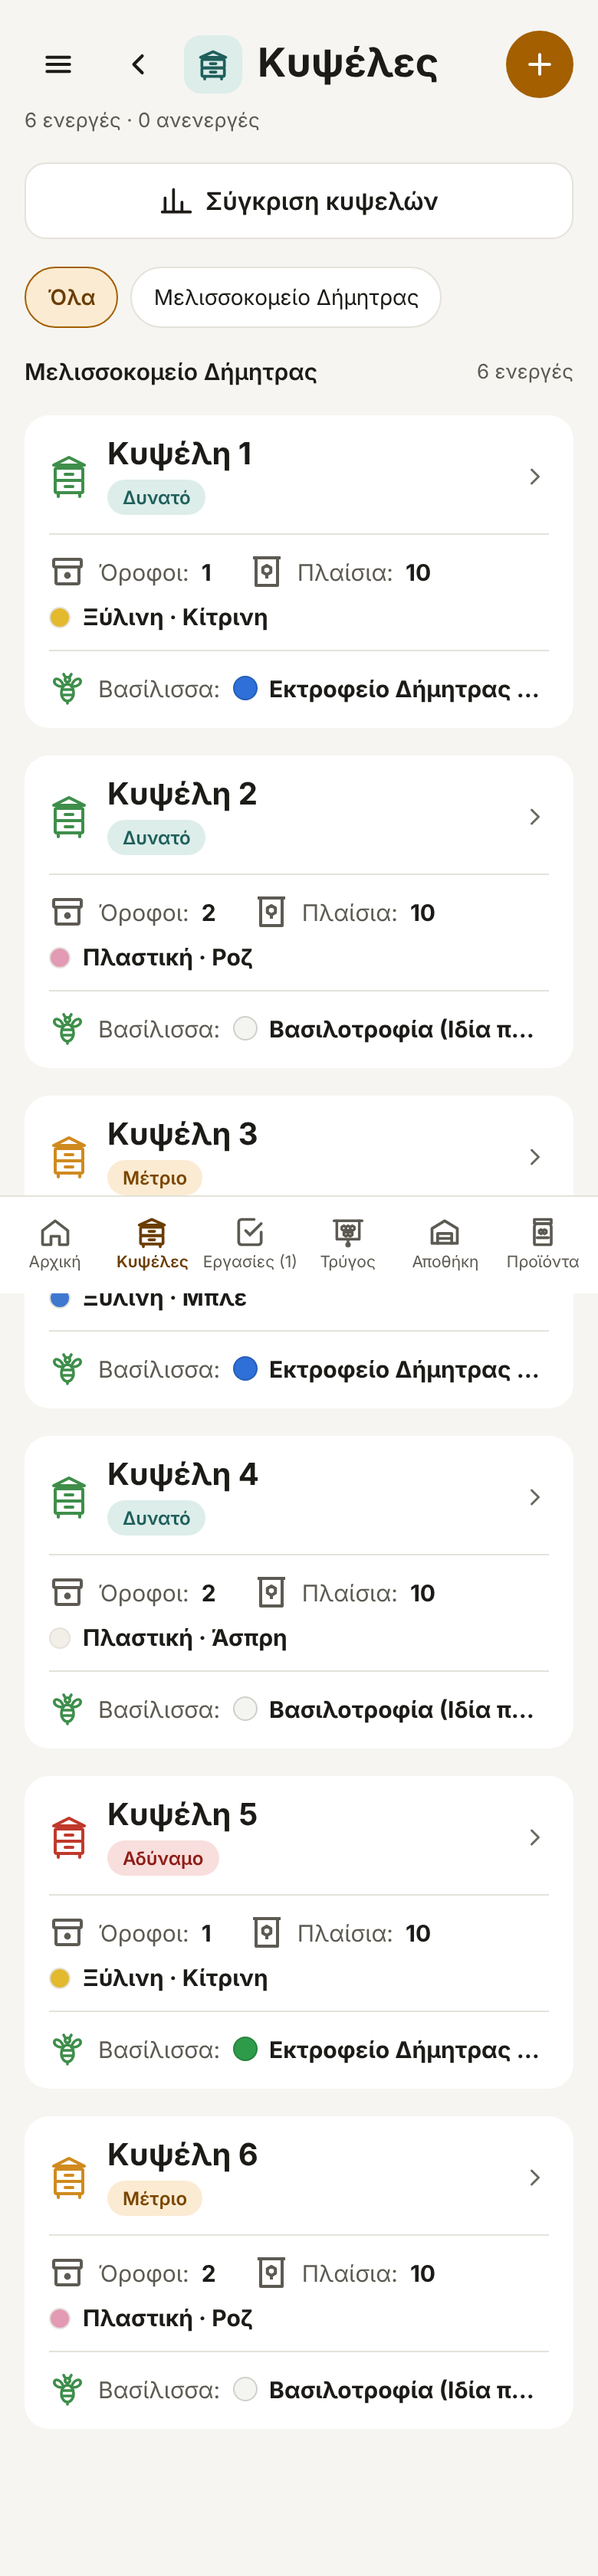 Κυψέλες
6 ενεργές · 0 ανενεργές
Σύγκριση κυψελών
Όλα
Μελισσοκομείο Δήμητρας
Μελισσοκομείο Δήμητρας
6 ενεργές
Κυψέλη 1
Δυνατό
Όροφοι: 1 Πλαίσια: 10
Ξύλινη · Κίτρινη
Βασίλισσα: Εκτροφείο Δήμητρας ...
Κυψέλη 2
Δυνατό
Όροφοι: 2 Πλαίσια: 10
Πλαστική · Ροζ
Βασίλισσα: Βασιλοτροφία (Ιδία π...
Κυψέλη 3
Μέτριο
Αρχική Κυψέλες Εργασίες (1) Τρύγος Αποθήκη Προϊόντα
Ξύλινη · Μπλε
Βασίλισσα: Εκτροφείο Δήμητρας ...
Κυψέλη 4
Δυνατό
Όροφοι: 2 Πλαίσια: 10
Πλαστική · Άσπρη
Βασίλισσα: Βασιλοτροφία (Ιδία π...
Κυψέλη 5
Αδύναμο
Όροφοι: 1 Πλαίσια: 10
Ξύλινη · Κίτρινη
Βασίλισσα: Εκτροφείο Δήμητρας ...
Κυψέλη 6
Μέτριο
Όροφοι: 2 Πλαίσια: 10
Πλαστική · Ροζ
Βασίλισσα: Βασιλοτροφία (Ιδία π...